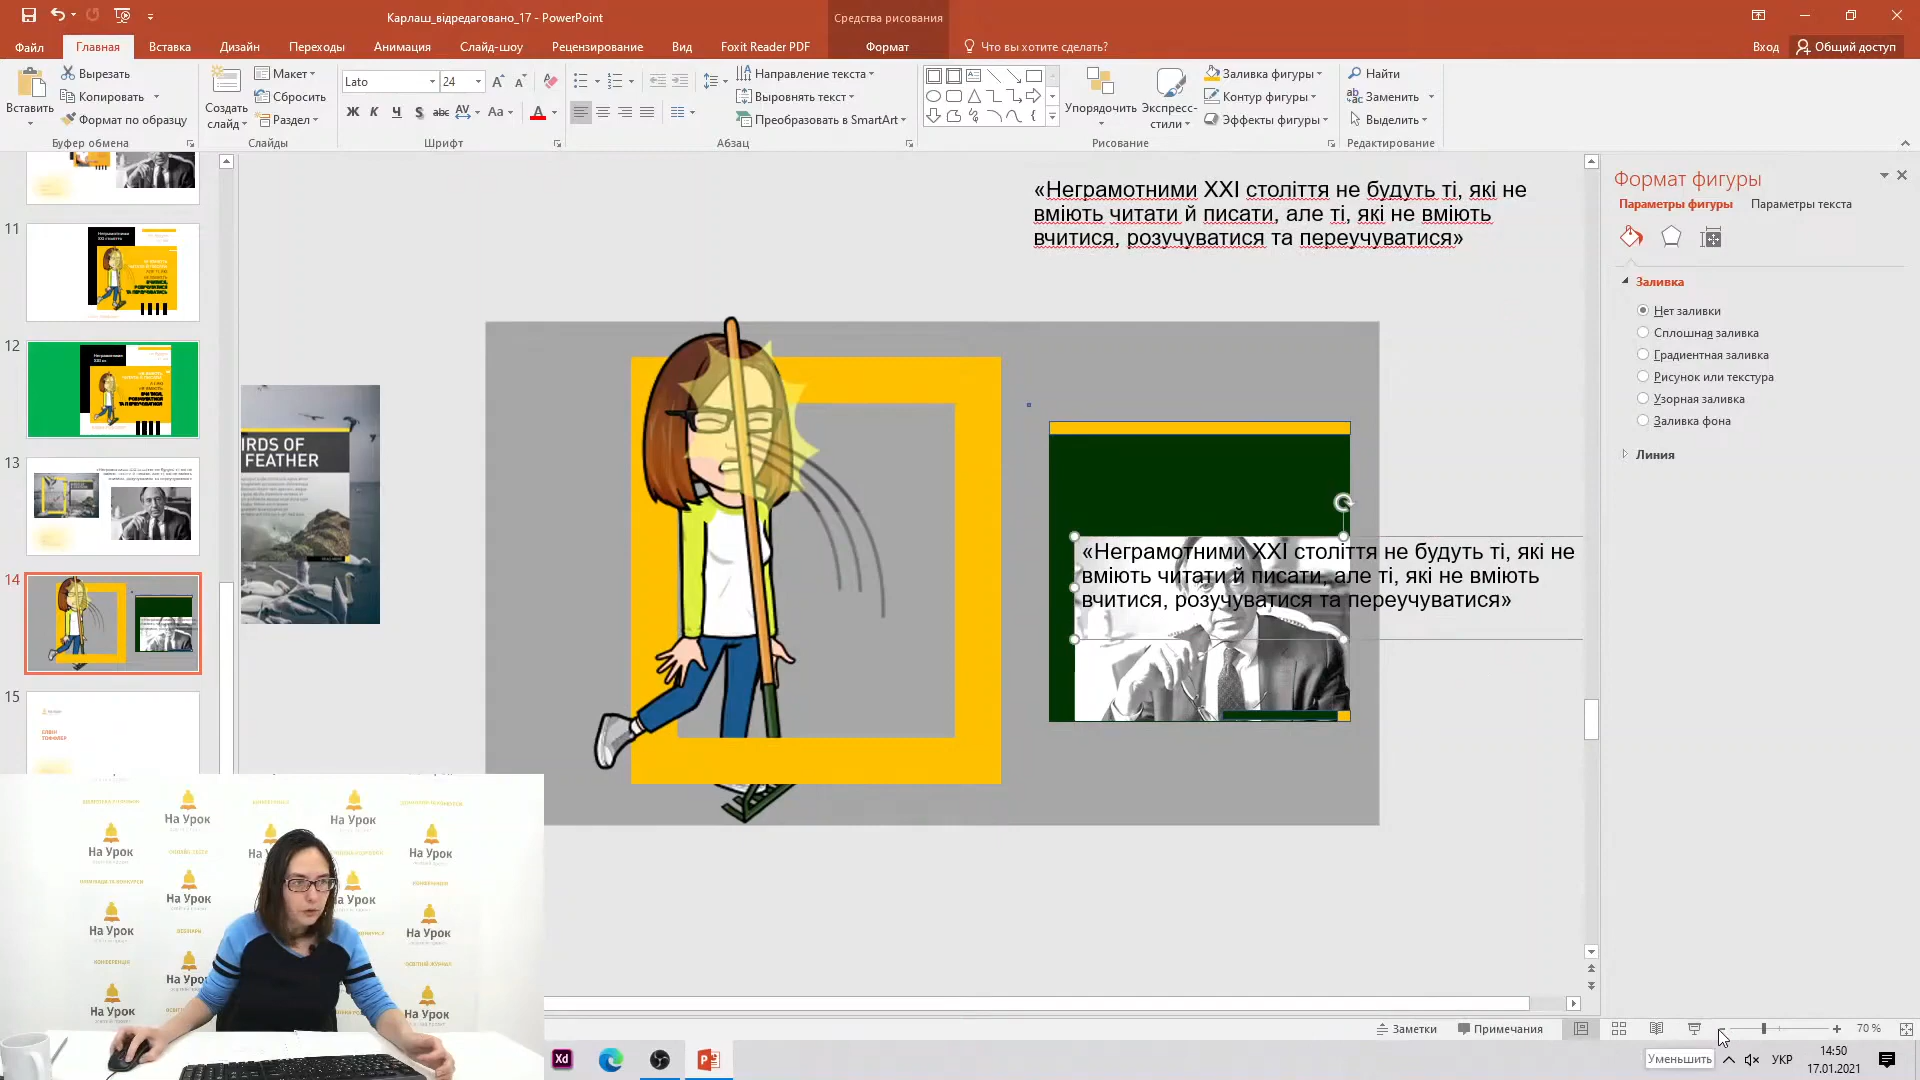 Карлаш_відредаговано_17 - PowerPoint
Средства рисования
Файл
Главная
Вставка
Дизайн
Переходы
Анимация
Слайд-шоу
Рецензирование
Вид
Foxit Reader PDF
Формат
Что вы хотите сделать?
Вход
Общий доступ
Вставить
Вырезать
Копировать
Формат по образцу
Буфер обмена
Создать
слайд
Макет
Сбросить
Раздел
Слайды
Lato
24
Ж К Ч S abc AV Aa A
Шрифт
Направление текста
Выровнять текст
Преобразовать в SmartArt
Абзац
Упорядочить
Экспресс-
стили
Заливка фигуры
Контур фигуры
Эффекты фигуры
Рисование
Найти
Заменить
Выделить
Редактирование
11
12
13
14
15
IRDS OF
FEATHER
«Неграмотними XXI століття не будуть ті, які не
вміють читати й писати, але ті, які не вміють
вчитися, розучуватися та переучуватися»
«Неграмотними XXI століття не будуть ті, які не
вміють читати й писати, але ті, які не вміють
вчитися, розучуватися та переучуватися»
Формат фигуры
Параметры фигуры
Параметры текста
Заливка
Нет заливки
Сплошная заливка
Градиентная заливка
Рисунок или текстура
Узорная заливка
Заливка фона
Линия
На Урок
На Урок
На Урок
На Урок
На Урок
На Урок
На Урок
На Урок
На Урок
Заметки
Примечания
70 %
Уменьшить
Xd
УКР
14:50
17.01.2021